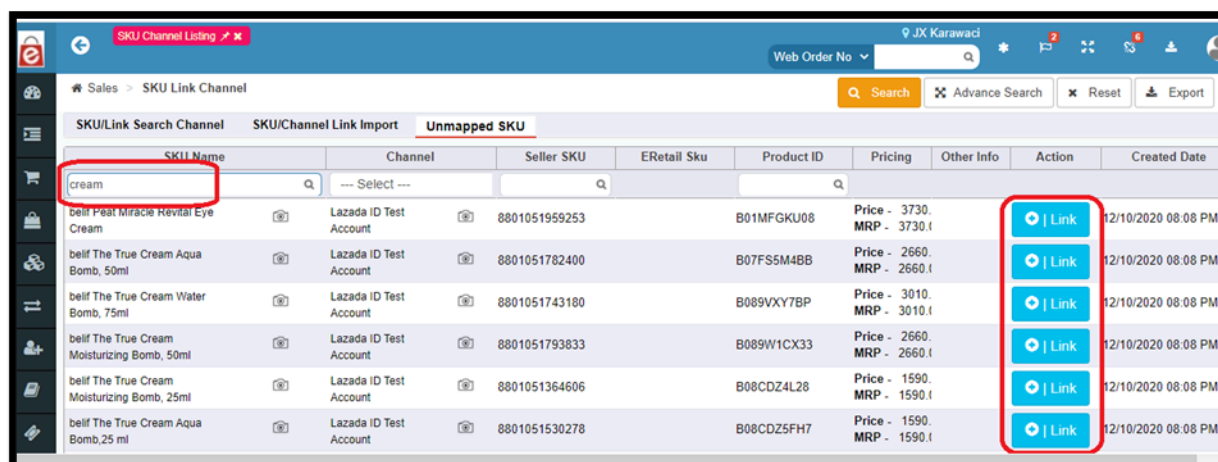 SKU Channel Listing
JX Karawaci
Web Order No
2
6
Sales > SKU Link Channel
Search
Advance Search
Reset
Export
SKU/Link Search Channel
SKU/Channel Link Import
Unmapped SKU
SKU Name Channel Seller SKU ERetail Sku Product ID Pricing Other Info Action Created Date
cream --- Select ---
belif Peat Miracle Revital Eye Lazada ID Test Price - 3730.
Cream Account 8801051959253 B01MFGKU08 MRP - 3730.( | Link 12/10/2020 08:08 PM
belif The True Cream Aqua Lazada ID Test Price - 2660.
Bomb, 50ml Account 8801051782400 B07FS5M4BB MRP - 2660.( | Link 12/10/2020 08:08 PM
belif The True Cream Water Lazada ID Test Price - 3010.
Bomb, 75ml Account 8801051743180 B089VXY7BP MRP - 3010.( | Link 12/10/2020 08:08 PM
belif The True Cream Lazada ID Test Price - 2660.
Moisturizing Bomb, 50ml Account 8801051793833 B089W1CX33 MRP - 2660.( | Link 12/10/2020 08:08 PM
belif The True Cream Lazada ID Test Price - 1590.
Moisturizing Bomb, 25ml Account 8801051364606 B08CDZ4L28 MRP - 1590.( | Link 12/10/2020 08:08 PM
belif The True Cream Aqua Lazada ID Test Price - 1590.
Bomb,25 ml Account 8801051530278 B08CDZ5FH7 MRP - 1590.( | Link 12/10/2020 08:08 PM